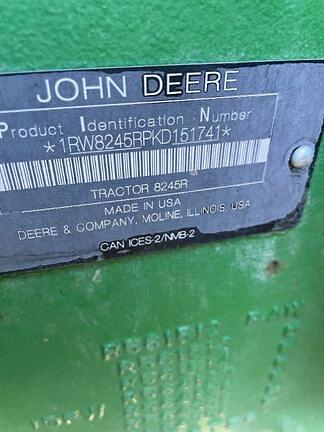 JOHN DEERE
Product Identification Number
*1RW8245RPKD151741*
TRACTOR 8245R
MADE IN USA
DEERE & COMPANY, MOLINE, ILLINOIS, USA
CAN ICES-2/NMB-2